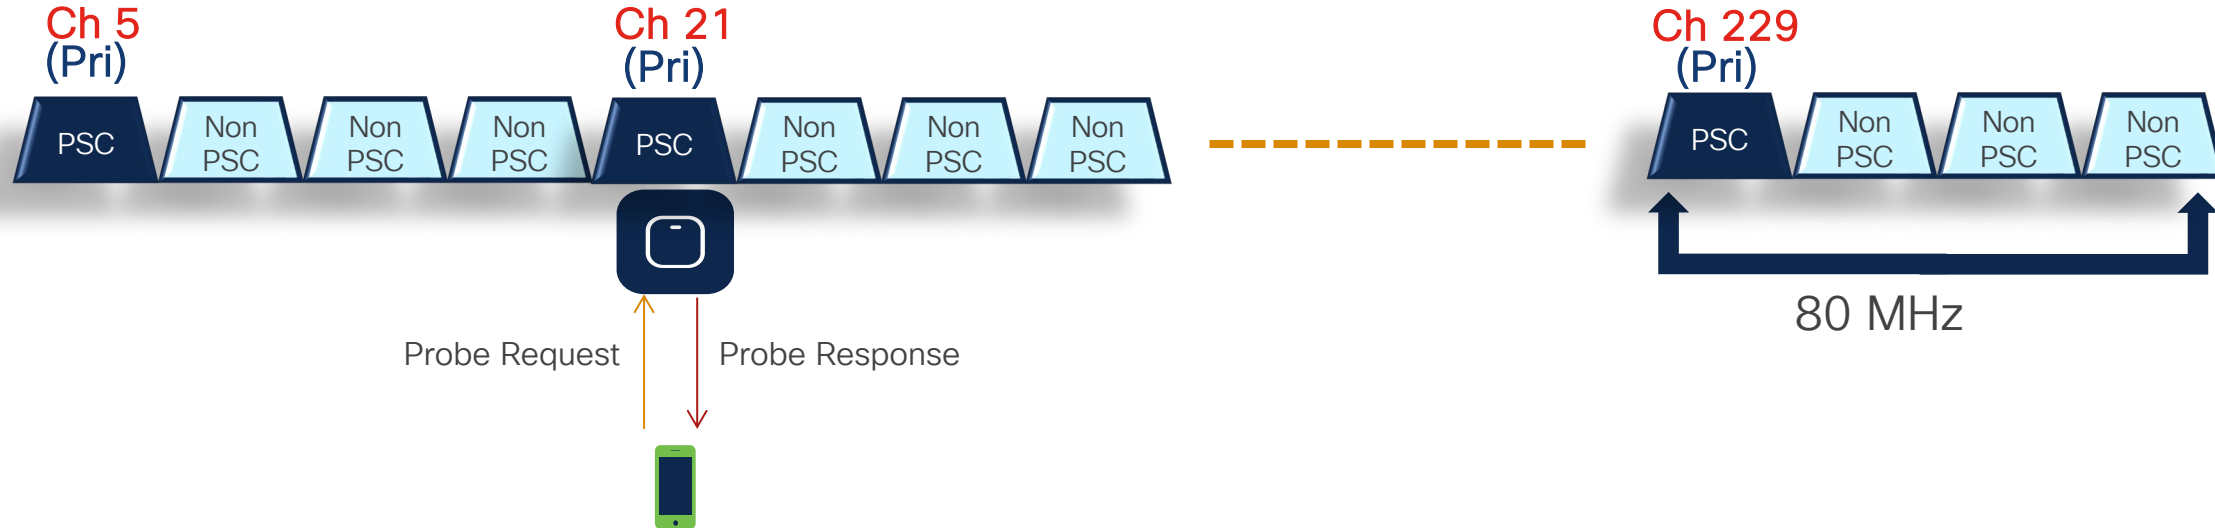 Ch 5
(Pri)
Ch 21
(Pri)
Ch 229
(Pri)
PSC
Non
PSC
Non
PSC
Non
PSC
PSC
Non
PSC
Non
PSC
Non
PSC
PSC
Non
PSC
Non
PSC
Non
PSC
80 MHz
Probe Request
Probe Response